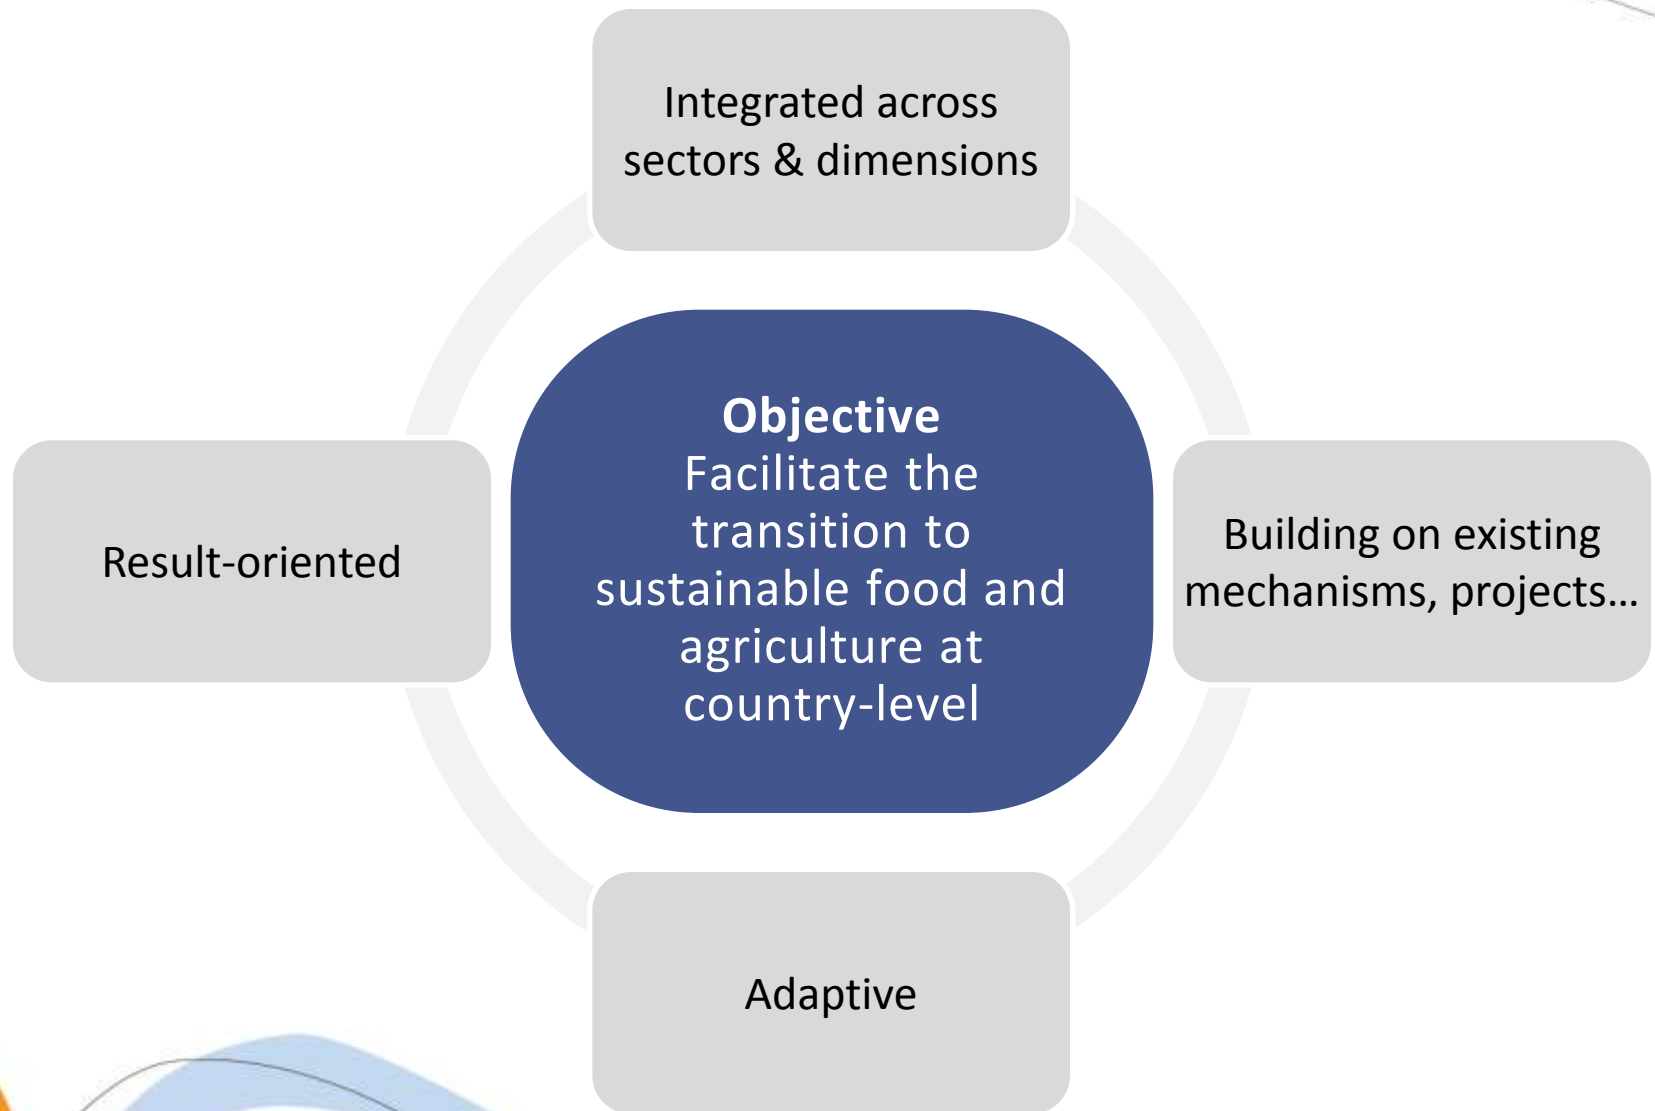 Integrated across
sectors & dimensions
Objective
Facilitate the
transition to
sustainable food and
agriculture at
country-level
Result-oriented
Building on existing
mechanisms, projects…
Adaptive